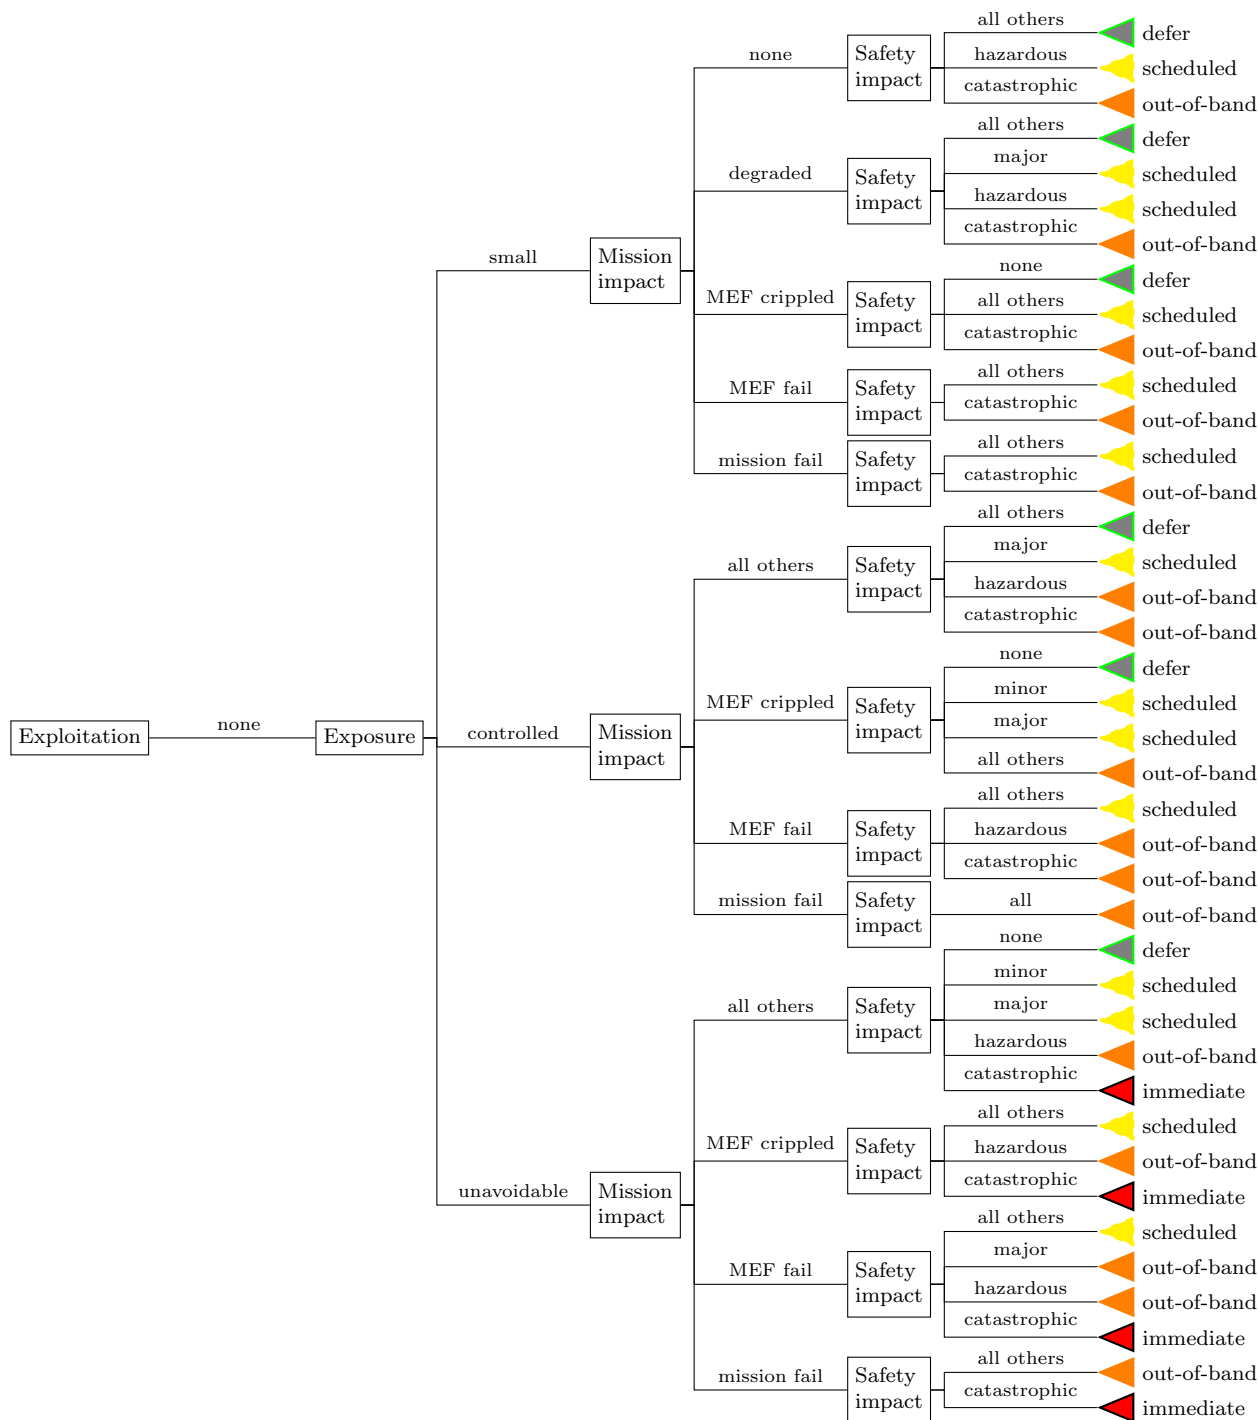 all others
defer
none
Safety
impact
hazardous
scheduled
catastrophic
out-of-band
all others
defer
degraded
Safety
impact
major
scheduled
hazardous
scheduled
catastrophic
out-of-band
small
Mission
impact
none
defer
MEF crippled
Safety
impact
all others
scheduled
catastrophic
out-of-band
MEF fail
Safety
impact
all others
scheduled
catastrophic
out-of-band
mission fail
Safety
impact
all others
scheduled
catastrophic
out-of-band
all others
defer
all others
Safety
impact
major
scheduled
hazardous
out-of-band
catastrophic
out-of-band
Exploitation
none
Exposure
controlled
Mission
impact
none
defer
MEF crippled
Safety
impact
minor
scheduled
major
scheduled
all others
out-of-band
MEF fail
Safety
impact
all others
scheduled
hazardous
out-of-band
catastrophic
out-of-band
mission fail
Safety
impact
all
out-of-band
none
defer
all others
Safety
impact
minor
scheduled
major
scheduled
hazardous
out-of-band
catastrophic
immediate
unavoidable
Mission
impact
MEF crippled
Safety
impact
all others
scheduled
hazardous
out-of-band
catastrophic
immediate
MEF fail
Safety
impact
all others
scheduled
major
out-of-band
hazardous
out-of-band
catastrophic
immediate
mission fail
Safety
impact
all others
out-of-band
catastrophic
immediate